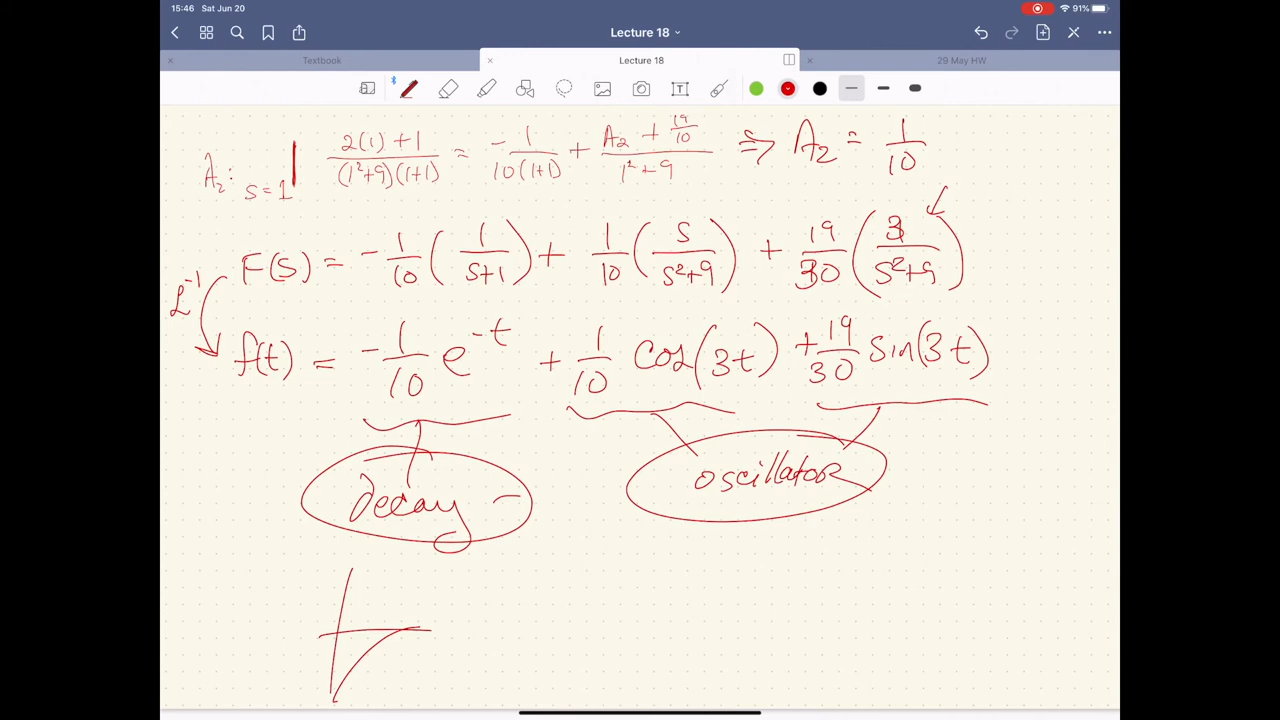 15:46 Sat Jun 20
91%
Lecture 18
Textbook
Lecture 18
29 May HW
T
A₂: s=1 | (2(1)+1)/((1²+9)(1+1)) = -1/(10(1+1)) + (A₂ + 19/10)/(1²+9) ⇒ A₂ = 1/10
F(s) = -1/10 (1/(s+1)) + 1/10 (s/(s²+9)) + 19/30 (3/(s²+9))
ℒ⁻¹
f(t) = -1/10 e^(-t) + 1/10 cos(3t) + 19/30 sin(3t)
Decay
oscillator